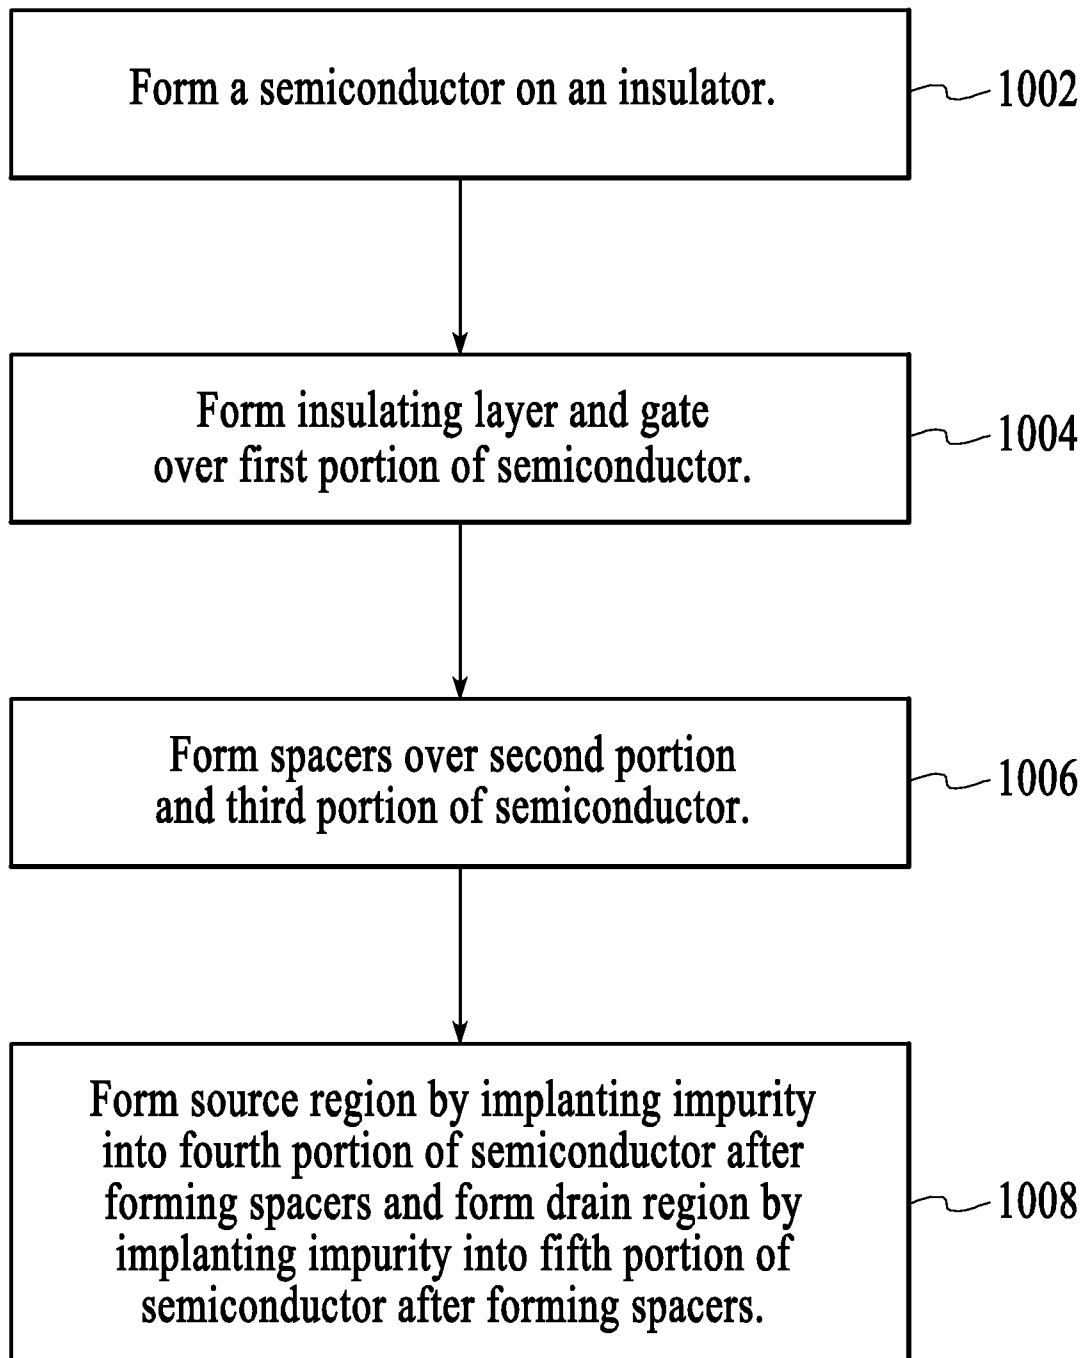 Form a semiconductor on an insulator.
1002
Form insulating layer and gate
over first portion of semiconductor.
1004
Form spacers over second portion
and third portion of semiconductor.
1006
Form source region by implanting impurity
into fourth portion of semiconductor after
forming spacers and form drain region by
implanting impurity into fifth portion of
semiconductor after forming spacers.
1008